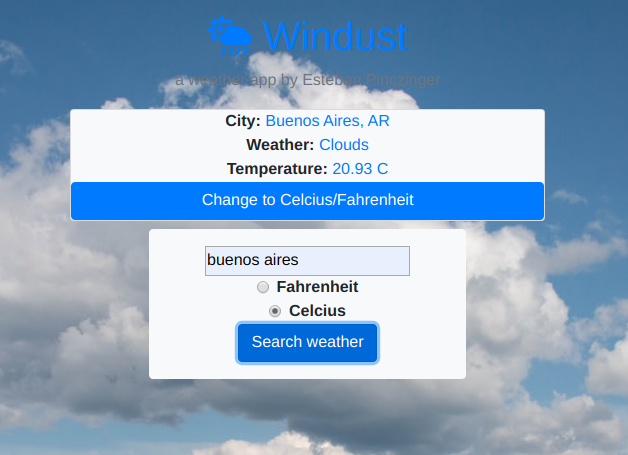 Windust
a weather app by Esteban
City: Buenos Aires, AR
Weather: Clouds
Temperature: 20.93 C
Change to Celcius/Fahrenheit
buenos aires
Fahrenheit
Celcius
Search weather